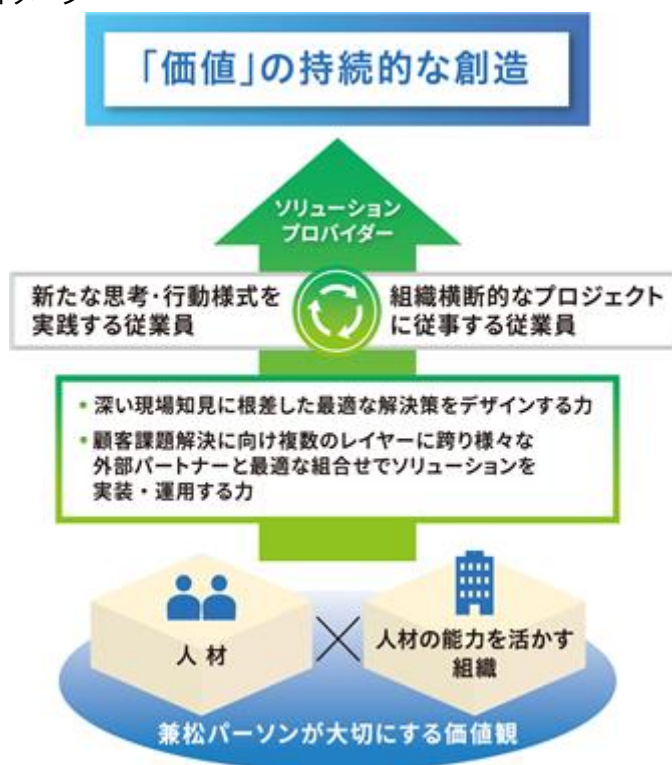 「価値」の持続的な創造
ソリューション
プロバイダー
新たな思考・行動様式を
実践する従業員
組織横断的なプロジェクト
に従事する従業員
• 深い現場知見に根差した最適な解決策をデザインする力
• 顧客課題解決に向け複数のレイヤーに跨り様々な
外部パートナーと最適な組合せでソリューションを
実装・運用する力
人材
人材の能力を活かす
組織
兼松パーソンが大切にする価値観